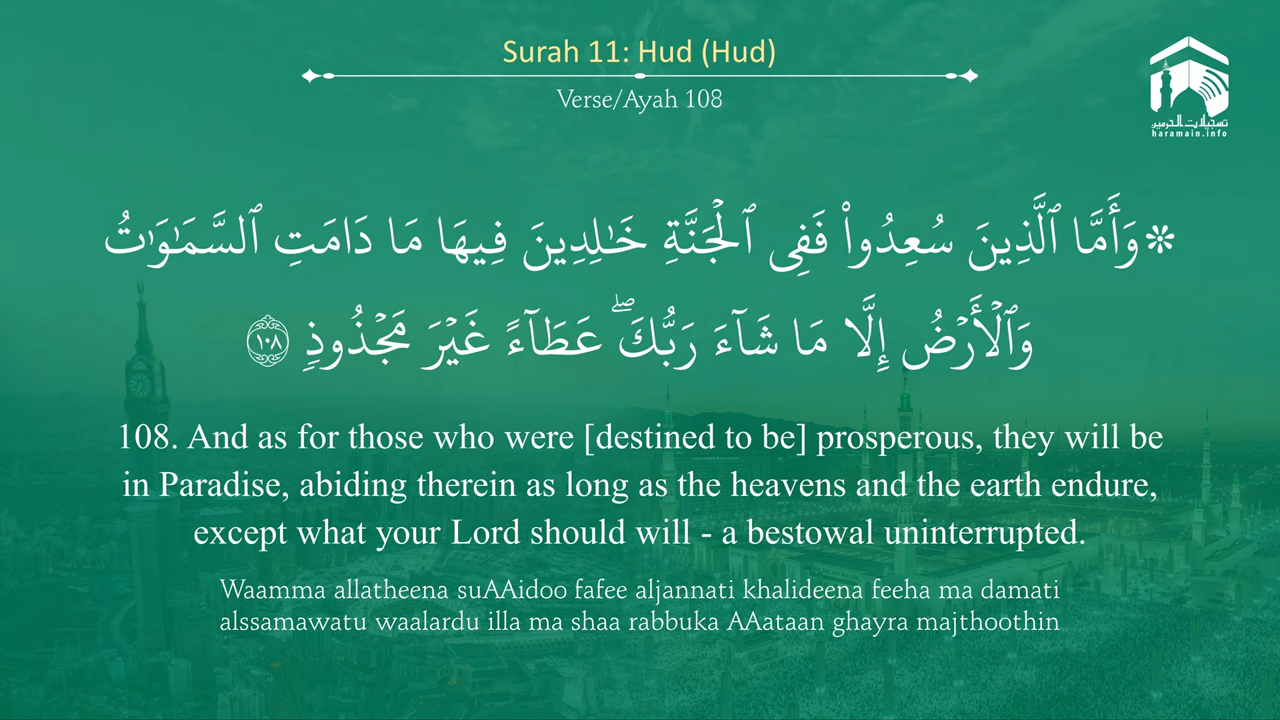 Surah 11: Hud (Hud)
Verse/Ayah 108
تسجيلات الحرمين
haramain.info
۞وَأَمَّا ٱلَّذِينَ سُعِدُوا۟ فَفِى ٱلْجَنَّةِ خَـٰلِدِينَ فِيهَا مَا دَامَتِ ٱلسَّمَـٰوَٰتُ
وَٱلْأَرْضُ إِلَّا مَا شَآءَ رَبُّكَ ۖ عَطَآءً غَيْرَ مَجْذُوذٍ ١٠٨
108. And as for those who were [destined to be] prosperous, they will be
in Paradise, abiding therein as long as the heavens and the earth endure,
except what your Lord should will - a bestowal uninterrupted.
Waamma allatheena suAAidoo fafee aljannati khalideena feeha ma damati
alssamawatu waalardu illa ma shaa rabbuka AAataan ghayra majthoothin